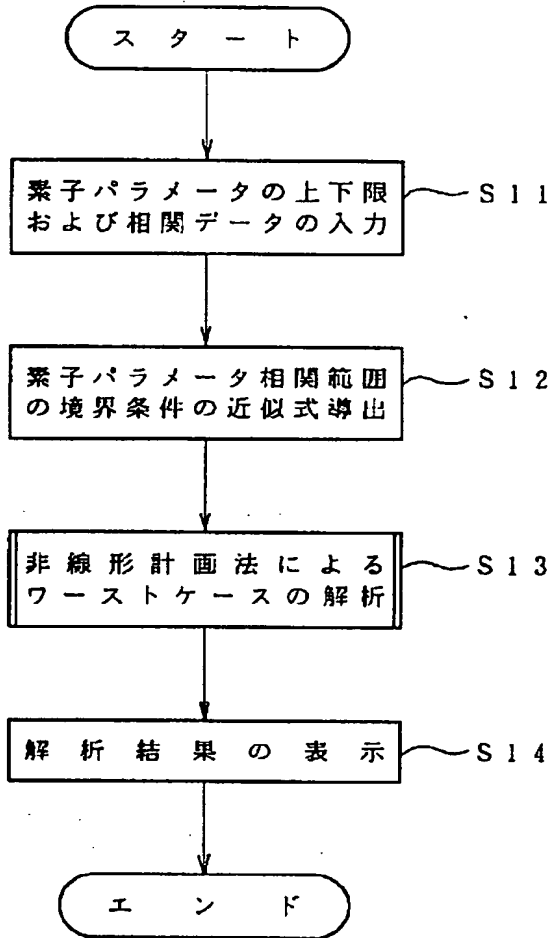 スタート
素子パラメータの上下限
および相関データの入力
S11
素子パラメータ相関範囲
の境界条件の近似式導出
S12
非線形計画法による
ワーストケースの解析
S13
解析結果の表示
S14
エンド